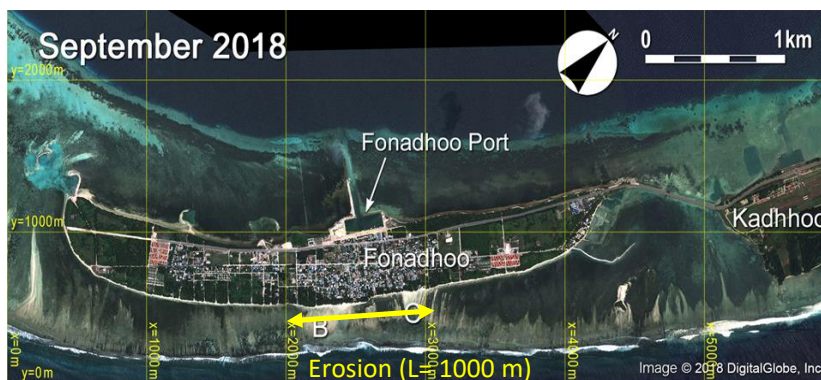 September 2018
N
0 1km
y=2000m
Fonadhoo Port
y=1000m
Kadhhoo
Fonadhoo
B C
x=0m
x=1000m
x=2000m
x=3000m
x=4000m
x=5000m
y=0m
Erosion (L= 1000 m)
Image © 2018 DigitalGlobe, Inc